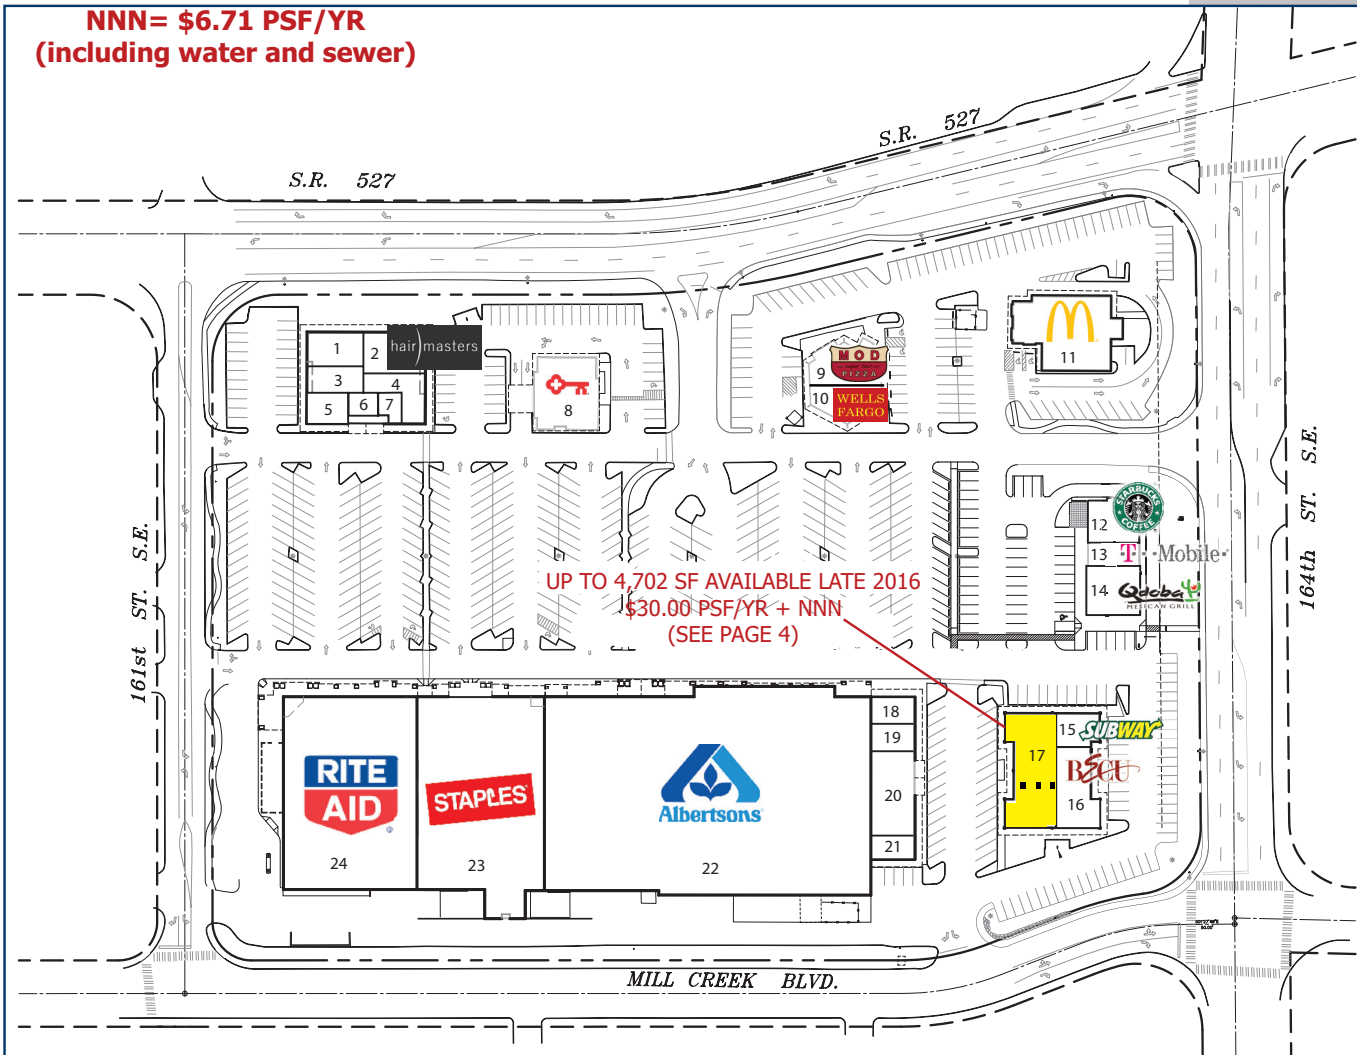 NNN= $6.71 PSF/YR
(including water and sewer)
S.R. 527
S.R. 527
161st ST. S.E.
164th ST. S.E.
1
2
hair)masters
3
4
5
6
7
8
MOD
PIZZA
9
10
WELLS
FARGO
11
STARBUCKS
COFFEE
12
13
T··Mobile·
14
Qdoba
MEXICAN GRILL
UP TO 4,702 SF AVAILABLE LATE 2016
$30.00 PSF/YR + NNN
(SEE PAGE 4)
15
SUBWAY
17
BECU
16
18
19
20
21
RITE
AID
24
STAPLES
23
Albertsons
22
MILL CREEK BLVD.